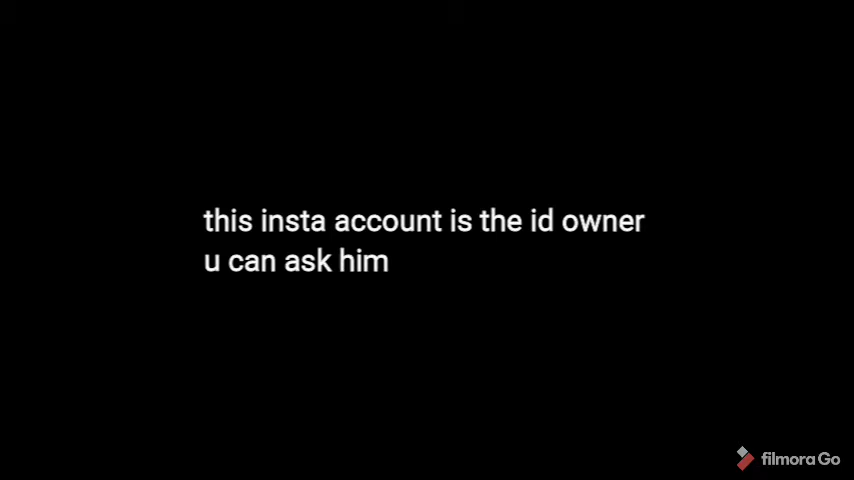 this insta account is the id owner
u can ask him
filmora Go